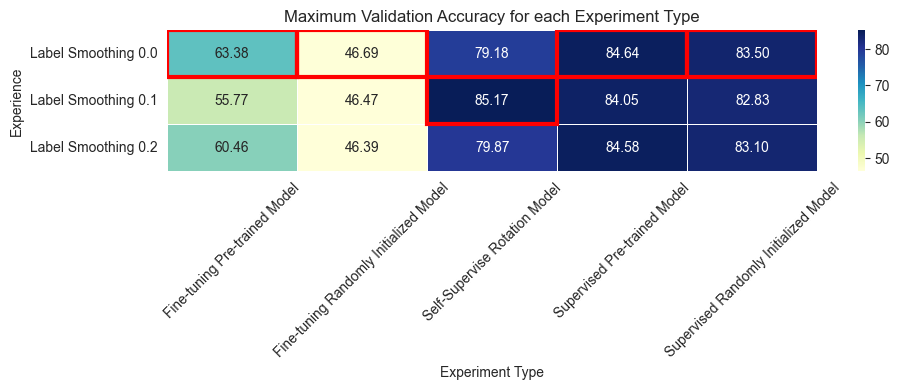 Maximum Validation Accuracy for each Experiment Type
Experience
Label Smoothing 0.0
63.38 46.69 79.18 84.64 83.50
Label Smoothing 0.1
55.77 46.47 85.17 84.05 82.83
Label Smoothing 0.2
60.46 46.39 79.87 84.58 83.10
80
70
60
50
Fine-tuning Pre-trained Model
Fine-tuning Randomly Initialized Model
Self-Supervise Rotation Model
Supervised Pre-trained Model
Supervised Randomly Initialized Model
Experiment Type